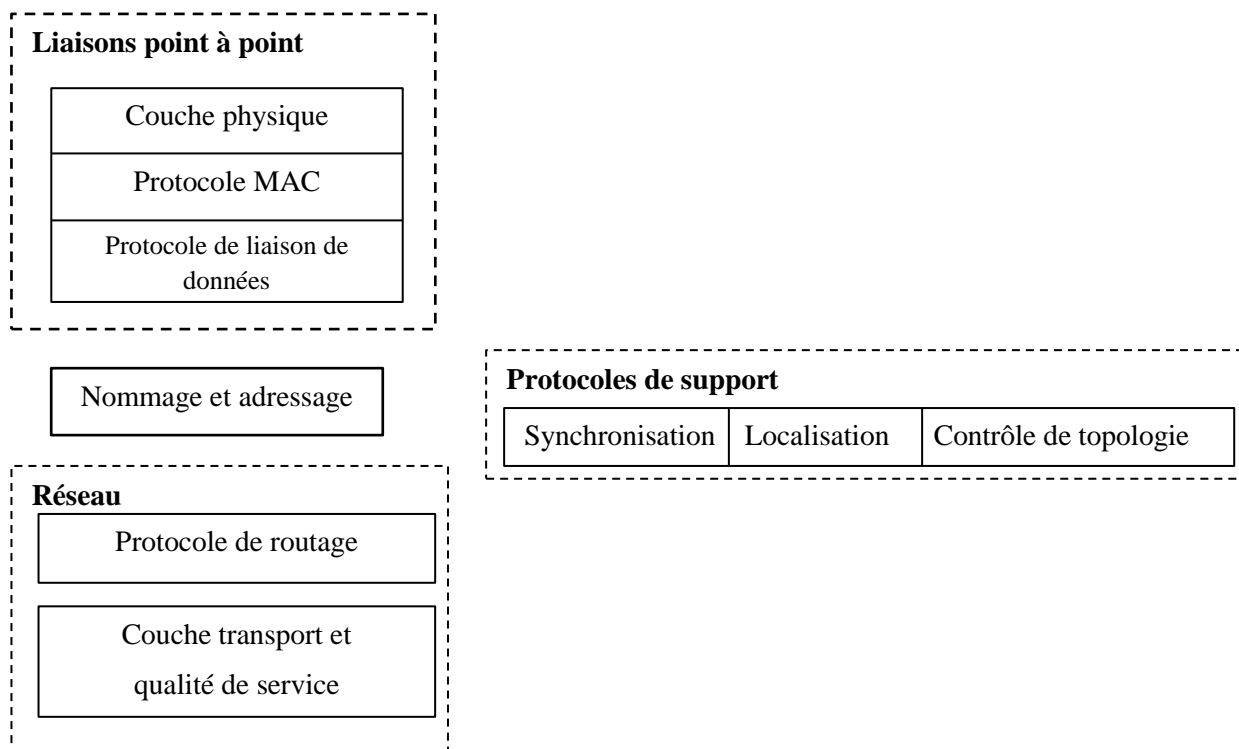 Liaisons point à point
Couche physique
Protocole MAC
Protocole de liaison de
données
Nommage et adressage
Protocoles de support
Synchronisation
Localisation
Contrôle de topologie
Réseau
Protocole de routage
Couche transport et
qualité de service